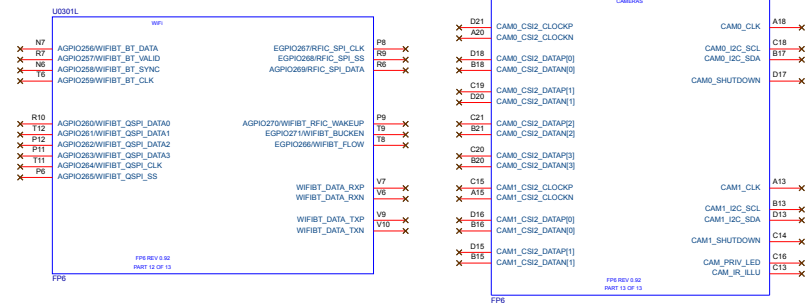 U0301L
WiFi
N7 AGPIO256/WIFIBT_BT_DATA
R7 AGPIO257/WIFIBT_BT_VALID
N6 AGPIO258/WIFIBT_BT_SYNC
T6 AGPIO259/WIFIBT_BT_CLK
EGPIO267/RFIC_SPI_CLK P8
EGPIO268/RFIC_SPI_SS R9
AGPIO269/RFIC_SPI_DATA R6
R10 AGPIO260/WIFIBT_QSPI_DATA0
T12 AGPIO261/WIFIBT_QSPI_DATA1
P12 AGPIO262/WIFIBT_QSPI_DATA2
P11 AGPIO263/WIFIBT_QSPI_DATA3
T11 AGPIO264/WIFIBT_QSPI_CLK
P6 AGPIO265/WIFIBT_QSPI_SS
AGPIO270/WIFIBT_RFIC_WAKEUP P9
EGPIO271/WIFIBT_BUCKEN T9
EGPIO266/WIFIBT_FLOW T8
WIFIBT_DATA_RXP V7
WIFIBT_DATA_RXN V6
WIFIBT_DATA_TXP V9
WIFIBT_DATA_TXN V10
FP6 REV 0.92
PART 12 OF 13
FP6
CAMERAS
D21 CAM0_CSI2_CLOCKP
A20 CAM0_CSI2_CLOCKN
D18 CAM0_CSI2_DATAP[0]
B18 CAM0_CSI2_DATAN[0]
C19 CAM0_CSI2_DATAP[1]
D20 CAM0_CSI2_DATAN[1]
C21 CAM0_CSI2_DATAP[2]
B21 CAM0_CSI2_DATAN[2]
C20 CAM0_CSI2_DATAP[3]
B20 CAM0_CSI2_DATAN[3]
C15 CAM1_CSI2_CLOCKP
A15 CAM1_CSI2_CLOCKN
D16 CAM1_CSI2_DATAP[0]
B16 CAM1_CSI2_DATAN[0]
D15 CAM1_CSI2_DATAP[1]
B15 CAM1_CSI2_DATAN[1]
CAM0_CLK A18
CAM0_I2C_SCL C18
CAM0_I2C_SDA B17
CAM0_SHUTDOWN D17
CAM1_CLK A13
CAM1_I2C_SCL B13
CAM1_I2C_SDA D13
CAM1_SHUTDOWN C14
CAM_PRIV_LED C16
CAM_IR_ILLU C13
FP6 REV 0.92
PART 13 OF 13
FP6